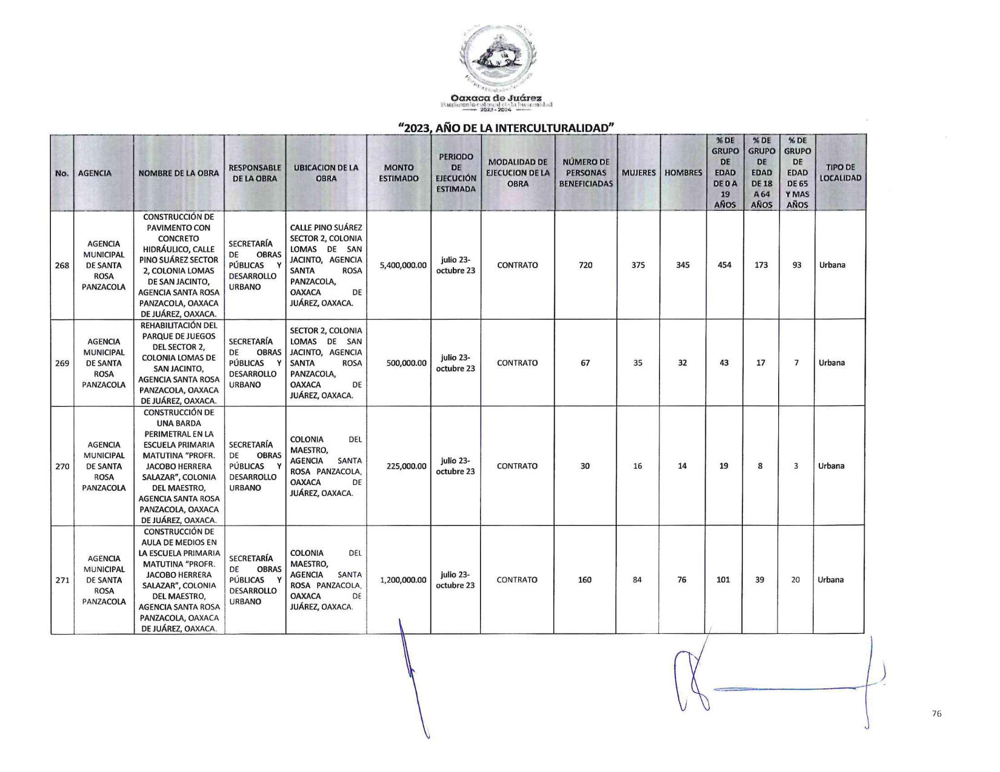 Oaxaca de Juárez
Patrimonio cultural de la humanidad
2022 - 2024
“2023, AÑO DE LA INTERCULTURALIDAD”
No.
AGENCIA
NOMBRE DE LA OBRA
RESPONSABLE
DE LA OBRA
UBICACION DE LA
OBRA
MONTO
ESTIMADO
PERIODO
DE
EJECUCIÓN
ESTIMADA
MODALIDAD DE
EJECUCION DE LA
OBRA
NÚMERO DE
PERSONAS
BENEFICIADAS
MUJERES
HOMBRES
% DE
GRUPO
DE
EDAD
DE 0 A
19
AÑOS
% DE
GRUPO
DE
EDAD
DE 18
A 64
AÑOS
% DE
GRUPO
DE
EDAD
DE 65
Y MAS
AÑOS
TIPO DE
LOCALIDAD
268
AGENCIA
MUNICIPAL
DE SANTA
ROSA
PANZACOLA
CONSTRUCCIÓN DE
PAVIMENTO CON
CONCRETO
HIDRÁULICO, CALLE
PINO SUÁREZ SECTOR
2, COLONIA LOMAS
DE SAN JACINTO,
AGENCIA SANTA ROSA
PANZACOLA, OAXACA
DE JUÁREZ, OAXACA.
SECRETARÍA
DE OBRAS
PÚBLICAS Y
DESARROLLO
URBANO
CALLE PINO SUÁREZ
SECTOR 2, COLONIA
LOMAS DE SAN
JACINTO, AGENCIA
SANTA ROSA
PANZACOLA,
OAXACA DE
JUÁREZ, OAXACA.
5,400,000.00
julio 23-
octubre 23
CONTRATO
720
375
345
454
173
93
Urbana
269
AGENCIA
MUNICIPAL
DE SANTA
ROSA
PANZACOLA
REHABILITACIÓN DEL
PARQUE DE JUEGOS
DEL SECTOR 2,
COLONIA LOMAS DE
SAN JACINTO,
AGENCIA SANTA ROSA
PANZACOLA, OAXACA
DE JUÁREZ, OAXACA.
SECRETARÍA
DE OBRAS
PÚBLICAS Y
DESARROLLO
URBANO
SECTOR 2, COLONIA
LOMAS DE SAN
JACINTO, AGENCIA
SANTA ROSA
PANZACOLA,
OAXACA DE
JUÁREZ, OAXACA.
500,000.00
julio 23-
octubre 23
CONTRATO
67
35
32
43
17
7
Urbana
270
AGENCIA
MUNICIPAL
DE SANTA
ROSA
PANZACOLA
CONSTRUCCIÓN DE
UNA BARDA
PERIMETRAL EN LA
ESCUELA PRIMARIA
MATUTINA “PROFR.
JACOBO HERRERA
SALAZAR”, COLONIA
DEL MAESTRO,
AGENCIA SANTA ROSA
PANZACOLA, OAXACA
DE JUÁREZ, OAXACA.
SECRETARÍA
DE OBRAS
PÚBLICAS Y
DESARROLLO
URBANO
COLONIA DEL
MAESTRO,
AGENCIA SANTA
ROSA PANZACOLA,
OAXACA DE
JUÁREZ, OAXACA.
225,000.00
julio 23-
octubre 23
CONTRATO
30
16
14
19
8
3
Urbana
271
AGENCIA
MUNICIPAL
DE SANTA
ROSA
PANZACOLA
CONSTRUCCIÓN DE
AULA DE MEDIOS EN
LA ESCUELA PRIMARIA
MATUTINA “PROFR.
JACOBO HERRERA
SALAZAR”, COLONIA
DEL MAESTRO,
AGENCIA SANTA ROSA
PANZACOLA, OAXACA
DE JUÁREZ, OAXACA.
SECRETARÍA
DE OBRAS
PÚBLICAS Y
DESARROLLO
URBANO
COLONIA DEL
MAESTRO,
AGENCIA SANTA
ROSA PANZACOLA,
OAXACA DE
JUÁREZ, OAXACA.
1,200,000.00
julio 23-
octubre 23
CONTRATO
160
84
76
101
39
20
Urbana
76